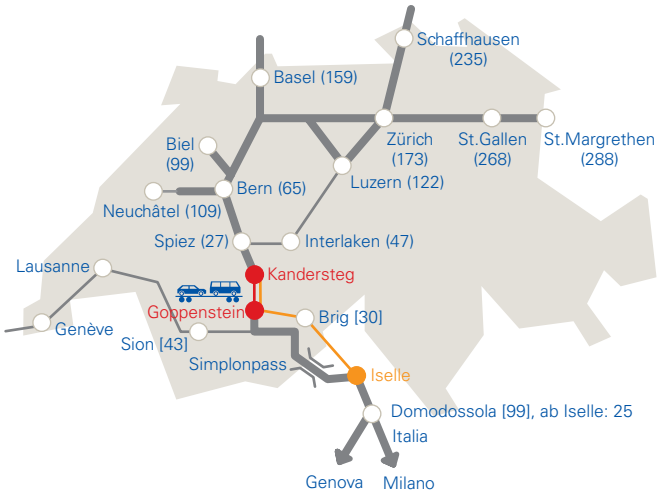 Schaffhausen
(235)
Basel (159)
Biel
(99)
Zürich
(173)
St.Gallen
(268)
St.Margrethen
(288)
Luzern (122)
Bern (65)
Neuchâtel (109)
Spiez (27)
Interlaken (47)
Lausanne
Kandersteg
Goppenstein
Genève
Brig [30]
Sion [43]
Simplonpass
Iselle
Domodossola [99], ab Iselle: 25
Italia
Genova
Milano